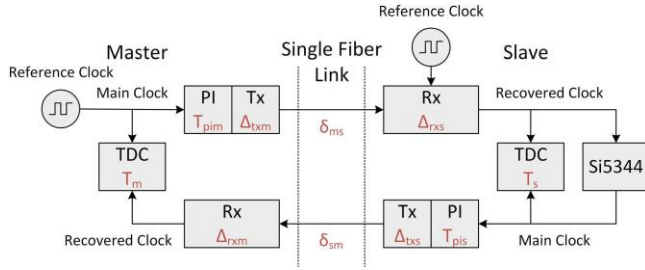 Reference Clock
Master
Single Fiber
Link
Slave
Reference Clock
Main Clock
PI
Tx
T_pim
Δ_txm
δ_ms
Rx
Δ_rxs
Recovered Clock
TDC
T_m
TDC
T_s
Si5344
Rx
Δ_rxm
δ_sm
Tx
PI
Δ_txs
T_pis
Recovered Clock
Main Clock